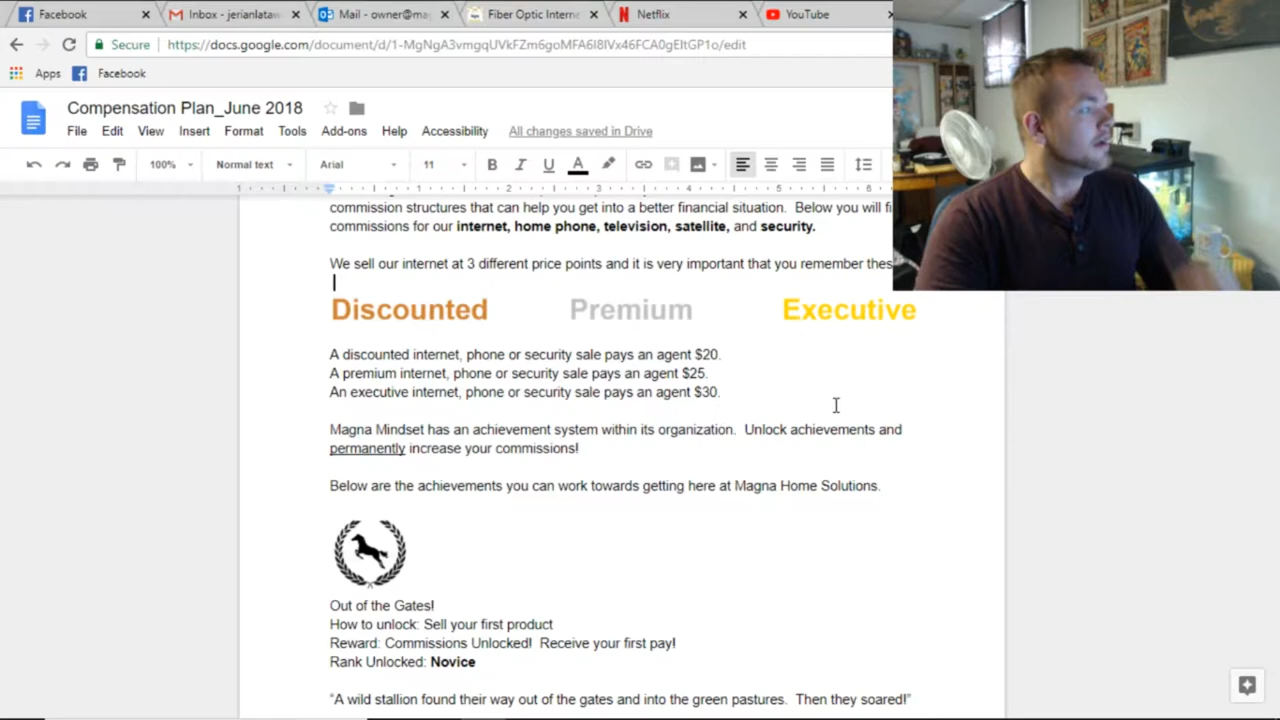 Facebook
Inbox - jerianlataw
Mail - owner@ma
Fiber Optic Intern
Netflix
YouTube
Secure
https://docs.google.com/document/d/1-MgNgA3vmgqUVkFZm6goMFA6I8IVx46FCA0gEltGP1o/edit
Apps
Facebook
Compensation Plan_June 2018
File Edit View Insert Format Tools Add-ons Help Accessibility All changes saved in Drive
100% Normal text Arial 11 B I U A
1 1 2 3 4 5 6
commission structures that can help you get into a better financial situation. Below you will fi
commissions for our internet, home phone, television, satellite, and security.
We sell our internet at 3 different price points and it is very important that you remember thes
Discounted Premium Executive
A discounted internet, phone or security sale pays an agent $20.
A premium internet, phone or security sale pays an agent $25.
An executive internet, phone or security sale pays an agent $30.
Magna Mindset has an achievement system within its organization. Unlock achievements and
permanently increase your commissions!
Below are the achievements you can work towards getting here at Magna Home Solutions.
Out of the Gates!
How to unlock: Sell your first product
Reward: Commissions Unlocked! Receive your first pay!
Rank Unlocked: Novice
“A wild stallion found their way out of the gates and into the green pastures. Then they soared!”